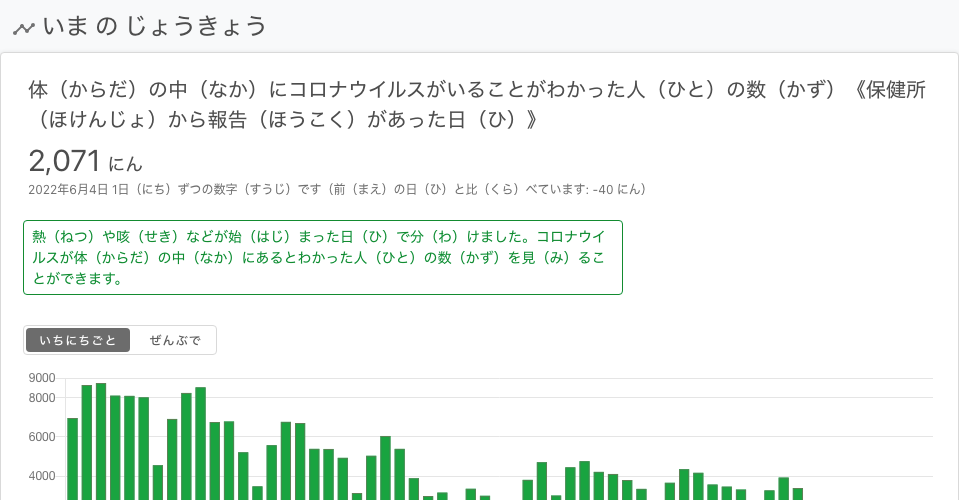 いま の じょうきょう
体（からだ）の中（なか）にコロナウイルスがいることがわかった人（ひと）の数（かず）《保健所
（ほけんじょ）から報告（ほうこく）があった日（ひ）》
2,071 にん
2022年6月4日 1日（にち）ずつの数字（すうじ）です（前（まえ）の日（ひ）と比（くら）べています: -40 にん）
熱（ねつ）や咳（せき）などが始（はじ）まった日（ひ）で分（わ）けました。コロナウイ
ルスが体（からだ）の中（なか）にあるとわかった人（ひと）の数（かず）を見（み）るこ
とができます。
いちにちごと ぜんぶで
9000
8000
6000
4000